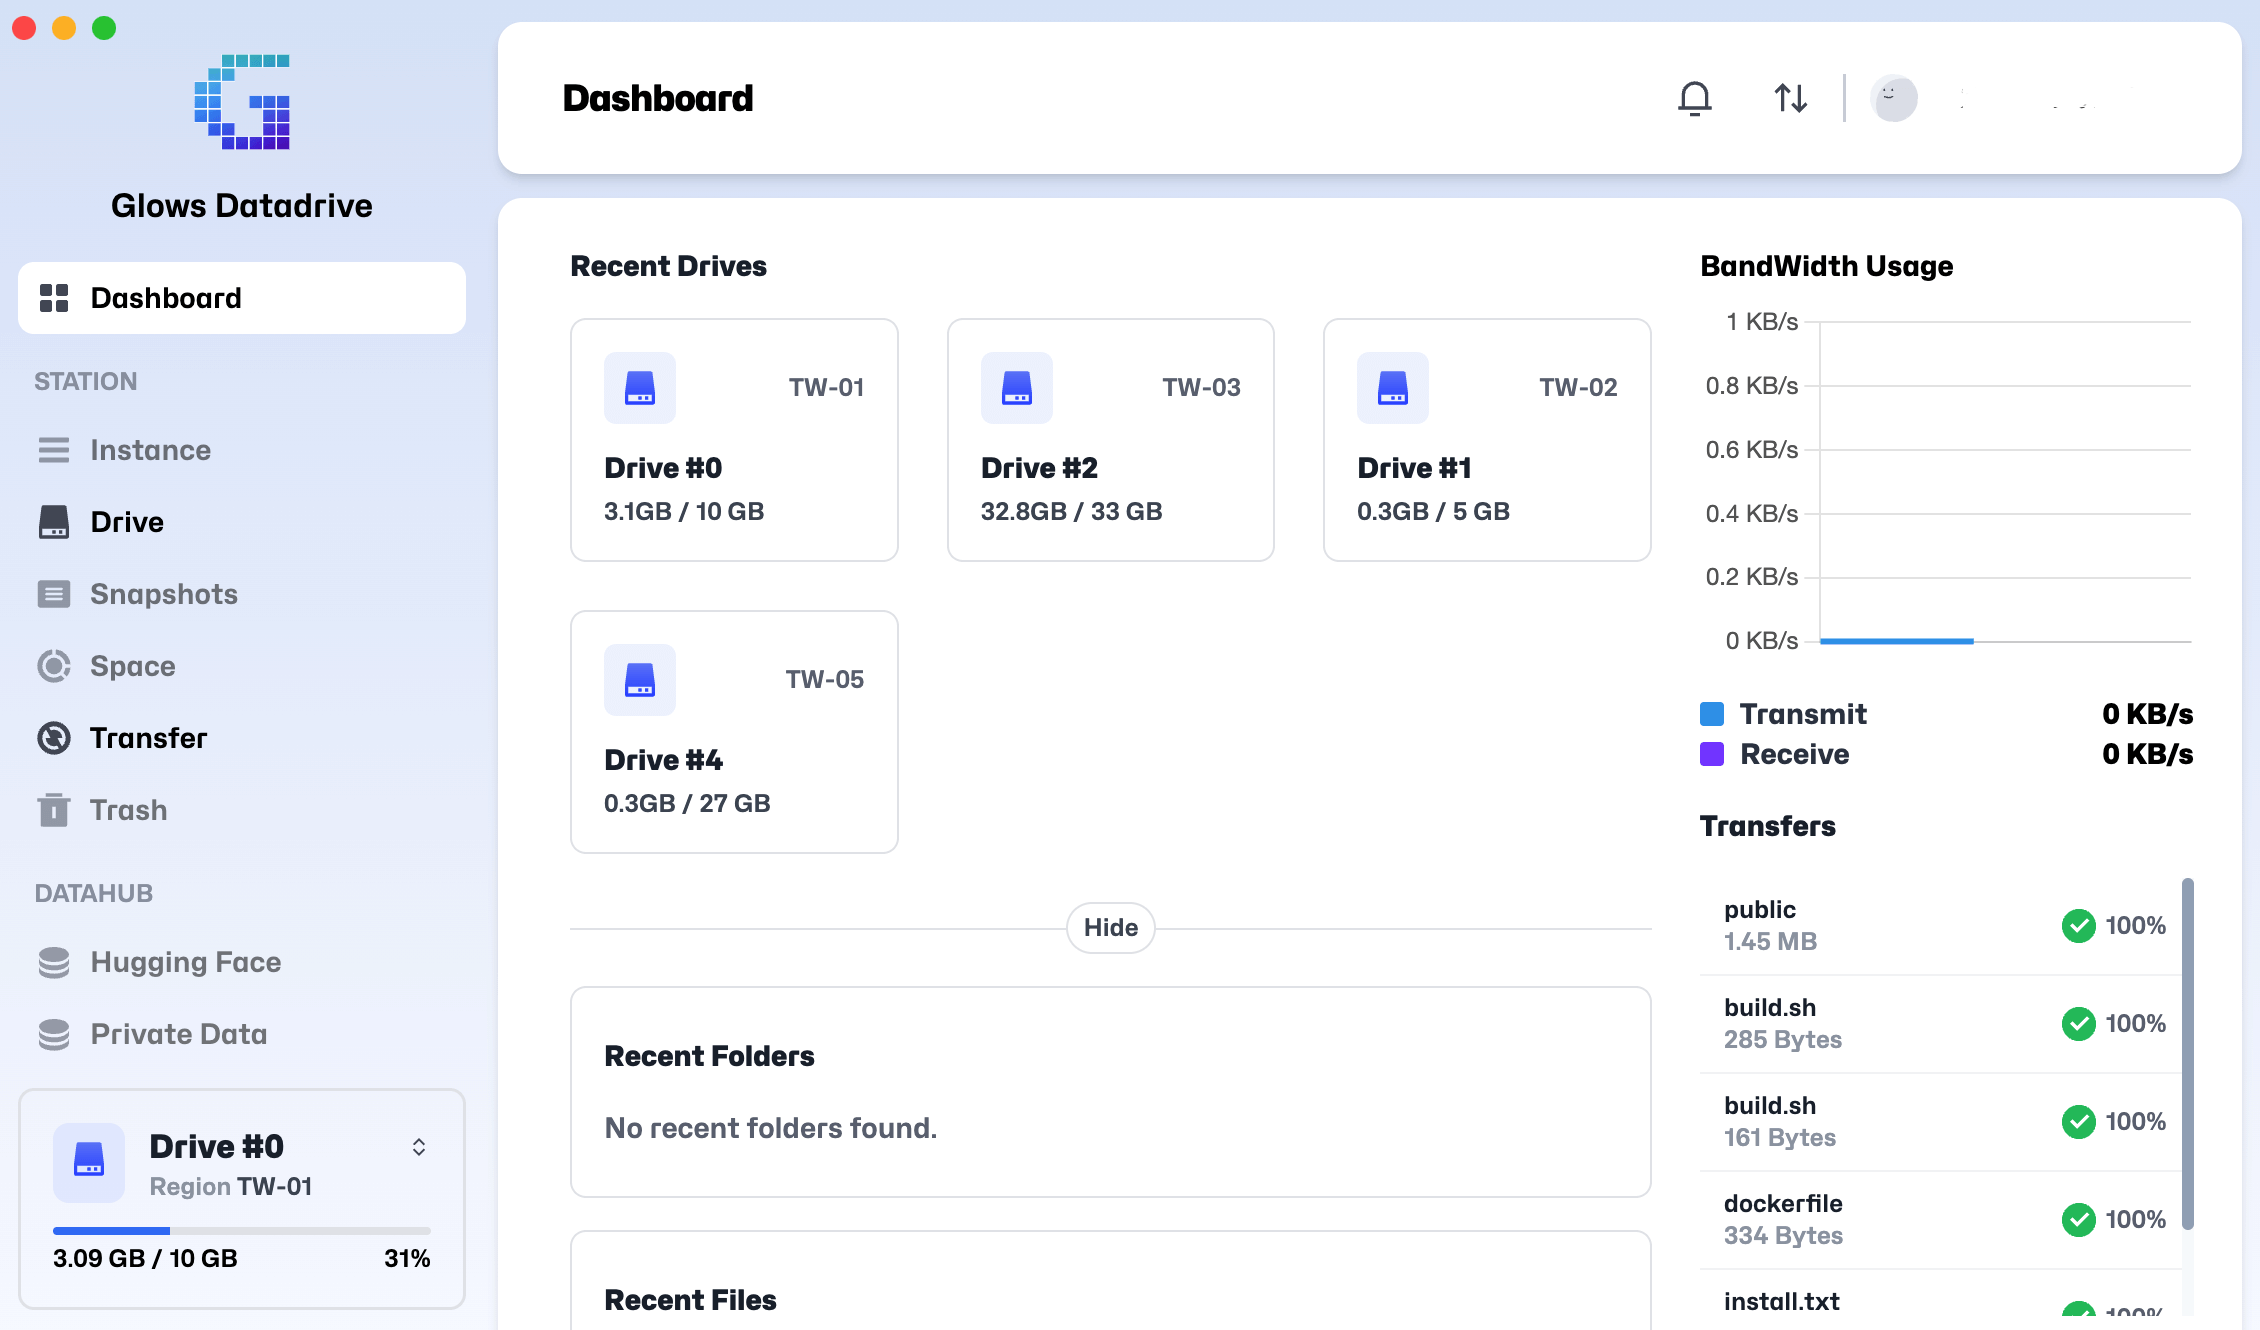 Glows Datadrive
Dashboard
STATION
Instance
Drive
Snapshots
Space
Transfer
Trash
DATAHUB
Hugging Face
Private Data
Drive #0
Region TW-01
3.09 GB / 10 GB 31%
Dashboard
Recent Drives
TW-01
Drive #0
3.1GB / 10 GB
TW-03
Drive #2
32.8GB / 33 GB
TW-02
Drive #1
0.3GB / 5 GB
TW-05
Drive #4
0.3GB / 27 GB
Hide
Recent Folders
No recent folders found.
Recent Files
BandWidth Usage
1 KB/s
0.8 KB/s
0.6 KB/s
0.4 KB/s
0.2 KB/s
0 KB/s
Transmit 0 KB/s
Receive 0 KB/s
Transfers
public
1.45 MB
100%
build.sh
285 Bytes
100%
build.sh
161 Bytes
100%
dockerfile
334 Bytes
100%
install.txt
100%